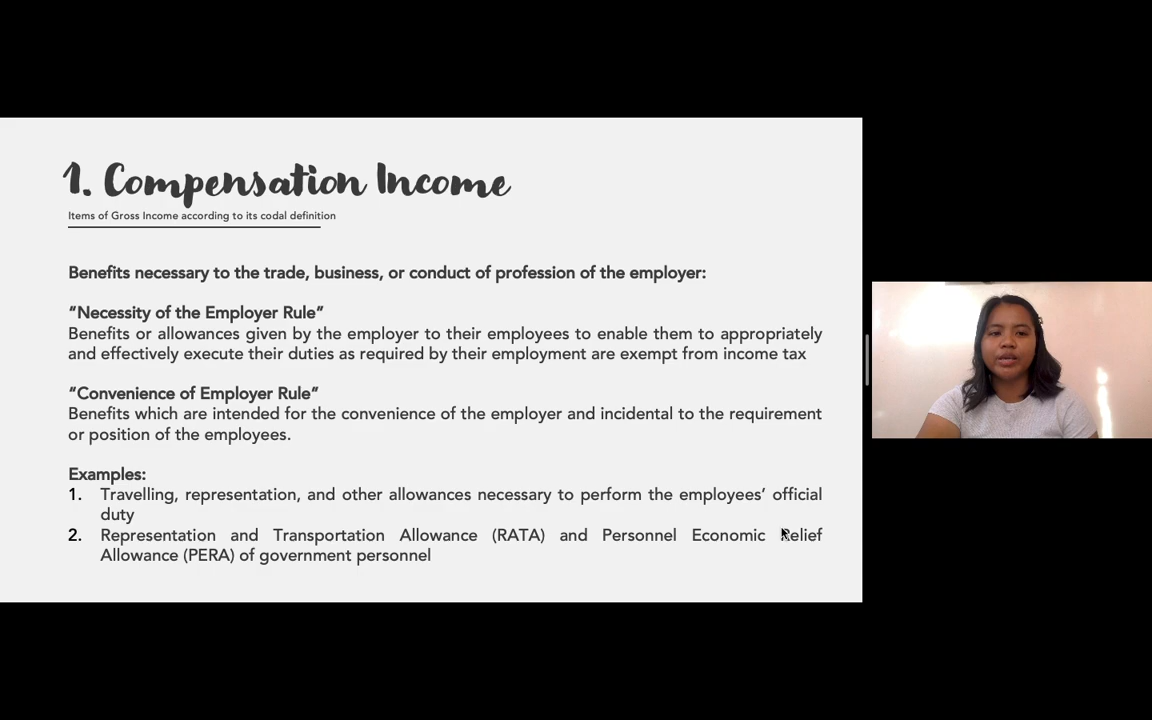 1. Compensation Income
Items of Gross Income according to its codal definition
Benefits necessary to the trade, business, or conduct of profession of the employer:
“Necessity of the Employer Rule”
Benefits or allowances given by the employer to their employees to enable them to appropriately
and effectively execute their duties as required by their employment are exempt from income tax
“Convenience of Employer Rule”
Benefits which are intended for the convenience of the employer and incidental to the requirement
or position of the employees.
Examples:
1. Travelling, representation, and other allowances necessary to perform the employees’ official
duty
2. Representation and Transportation Allowance (RATA) and Personnel Economic Relief
Allowance (PERA) of government personnel